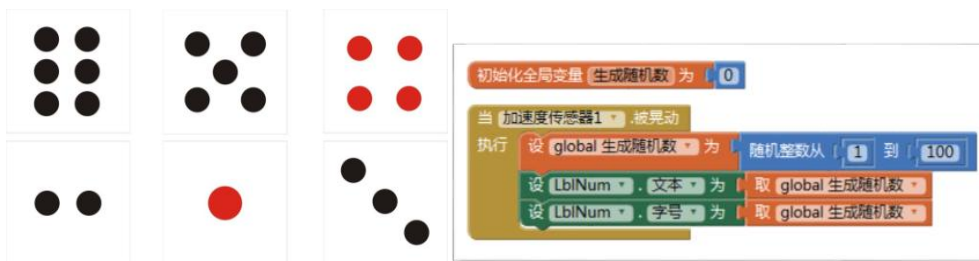 初始化全局变量 生成随机数 为 0
当 加速度传感器1 .被晃动
执行 设 global 生成随机数 为 随机整数从 1 到 100
设 LblNum . 文本 为 取 global 生成随机数
设 LblNum . 字号 为 取 global 生成随机数